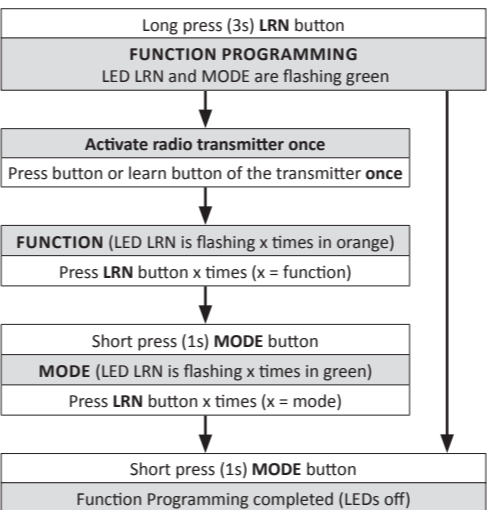 Long press (3s) LRN button
FUNCTION PROGRAMMING
LED LRN and MODE are flashing green
Activate radio transmitter once
Press button or learn button of the transmitter once
FUNCTION (LED LRN is flashing x times in orange)
Press LRN button x times (x = function)
Short press (1s) MODE button
MODE (LED LRN is flashing x times in green)
Press LRN button x times (x = mode)
Short press (1s) MODE button
Function Programming completed (LEDs off)